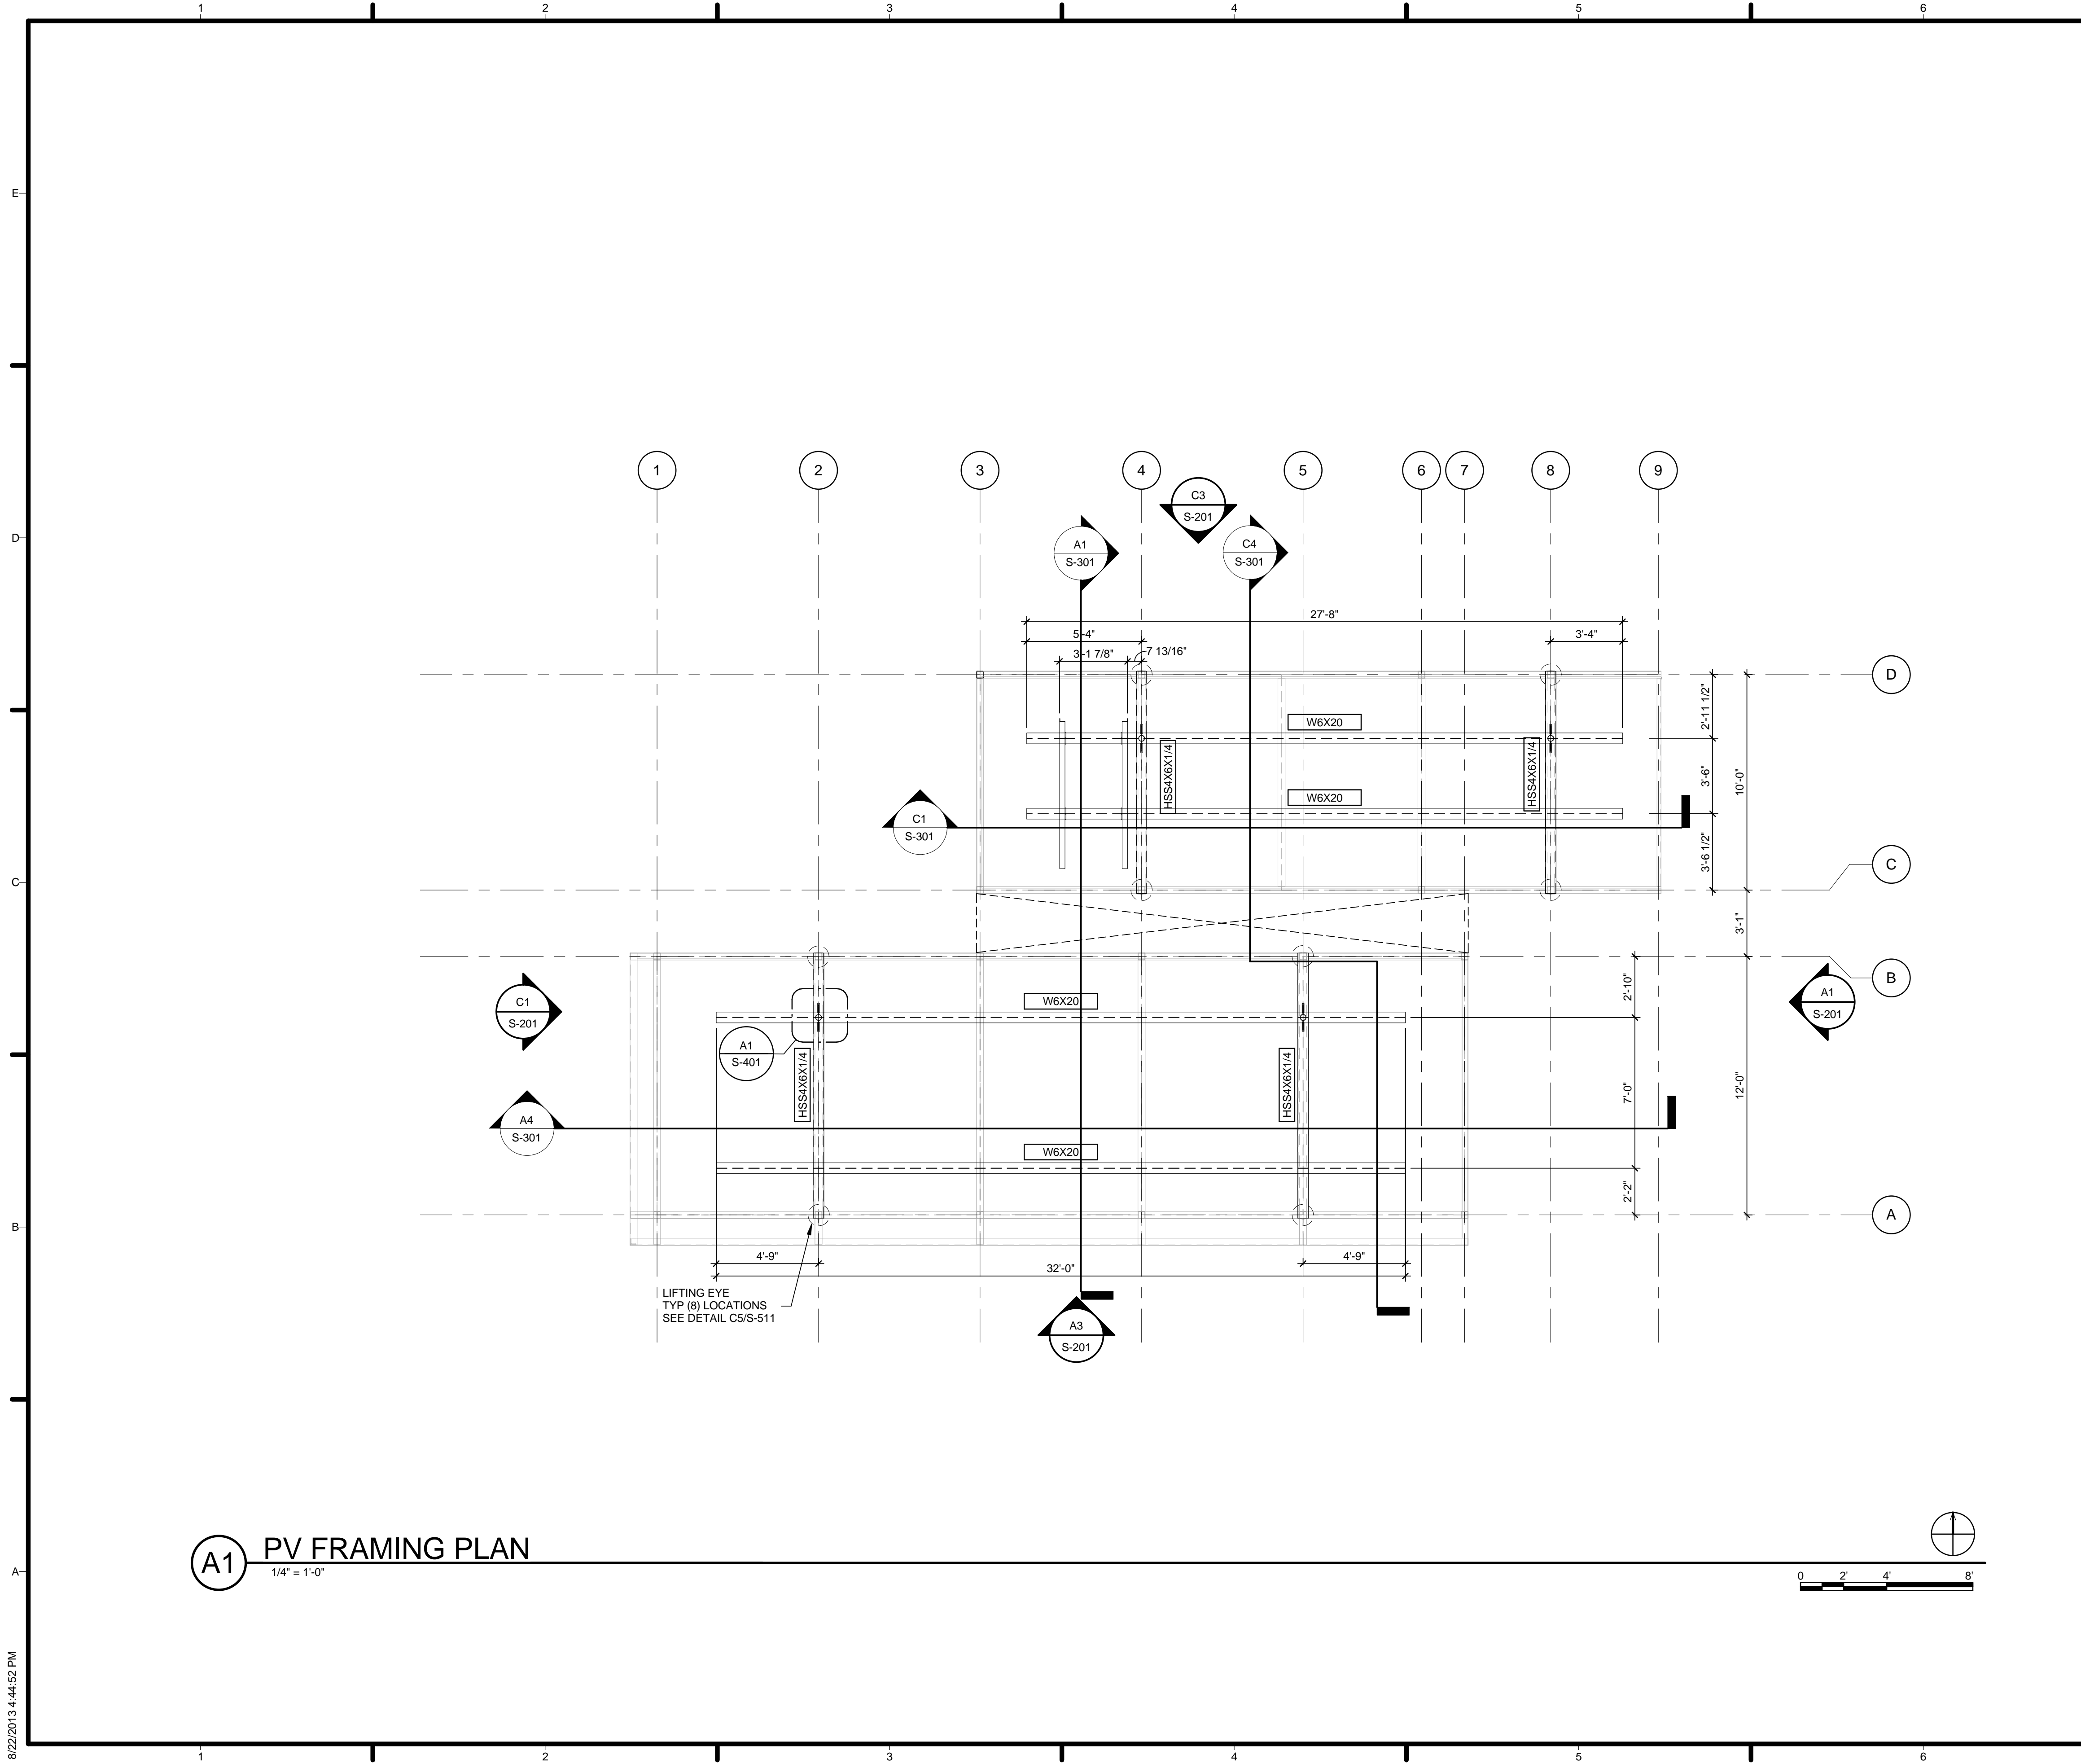 1 2 3 4 5 6
E
D
C
B
A
1 2 3 4 5 6 7 8 9
C3
S-201
A1
S-301
C4
S-301
27'-8"
5'-4"
3'-4"
3'-1 7/8"
7 13/16"
D
W6X20
2'-11 1/2"
HSS4X6X1/4
HSS4X6X1/4
3'-6"
10'-0"
W6X20
C1
S-301
3'-6 1/2"
C
3'-1"
B
C1
S-201
W6X20
2'-10"
A1
S-201
A1
S-401
HSS4X6X1/4
HSS4X6X1/4
7'-0"
12'-0"
A4
S-301
W6X20
2'-2"
A
4'-9"
4'-9"
32'-0"
LIFTING EYE
TYP (8) LOCATIONS
SEE DETAIL C5/S-511
A3
S-201
A1
PV FRAMING PLAN
1/4" = 1'-0"
0 2' 4' 8'
8/22/2013 4:44:52 PM
1 2 3 4 5 6